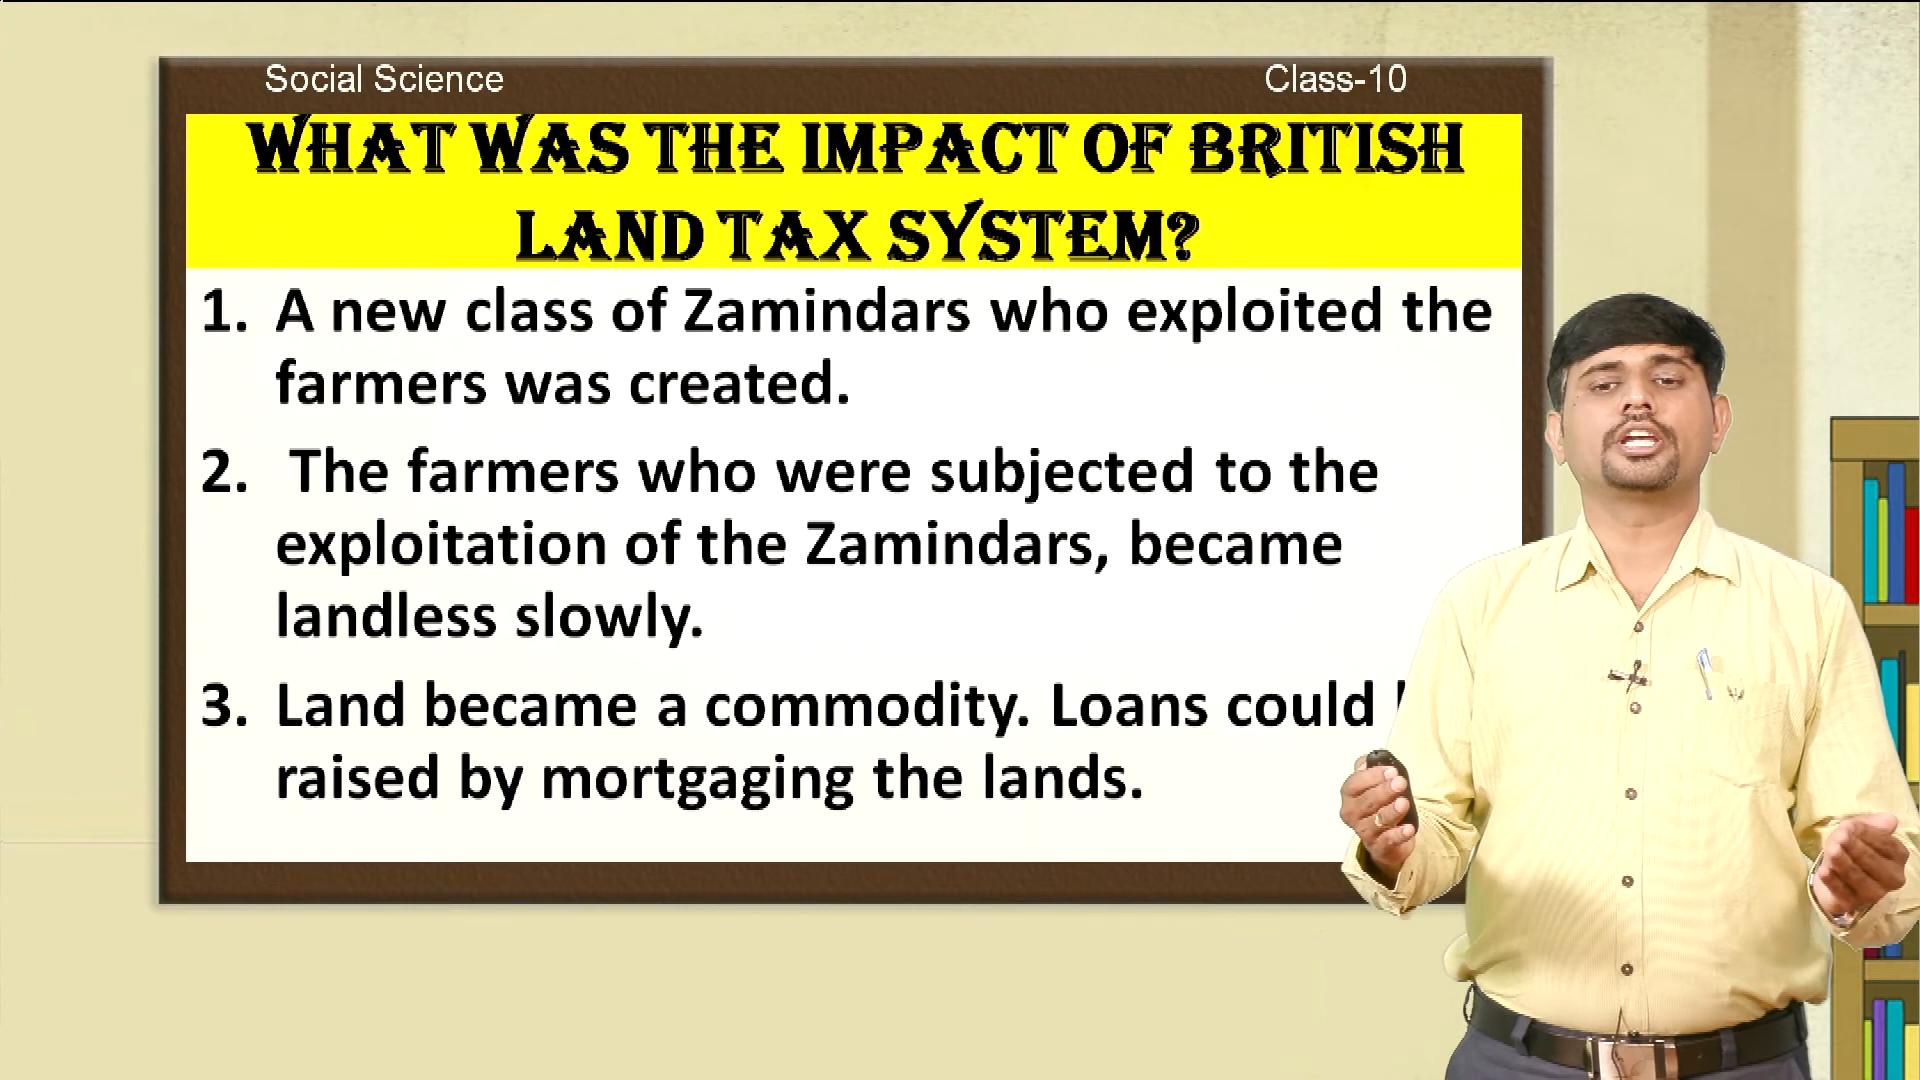 Social Science
Class-10
WHAT WAS THE IMPACT OF BRITISH
LAND TAX SYSTEM?
1. A new class of Zamindars who exploited the
farmers was created.
2. The farmers who were subjected to the
exploitation of the Zamindars, became
landless slowly.
3. Land became a commodity. Loans could
raised by mortgaging the lands.